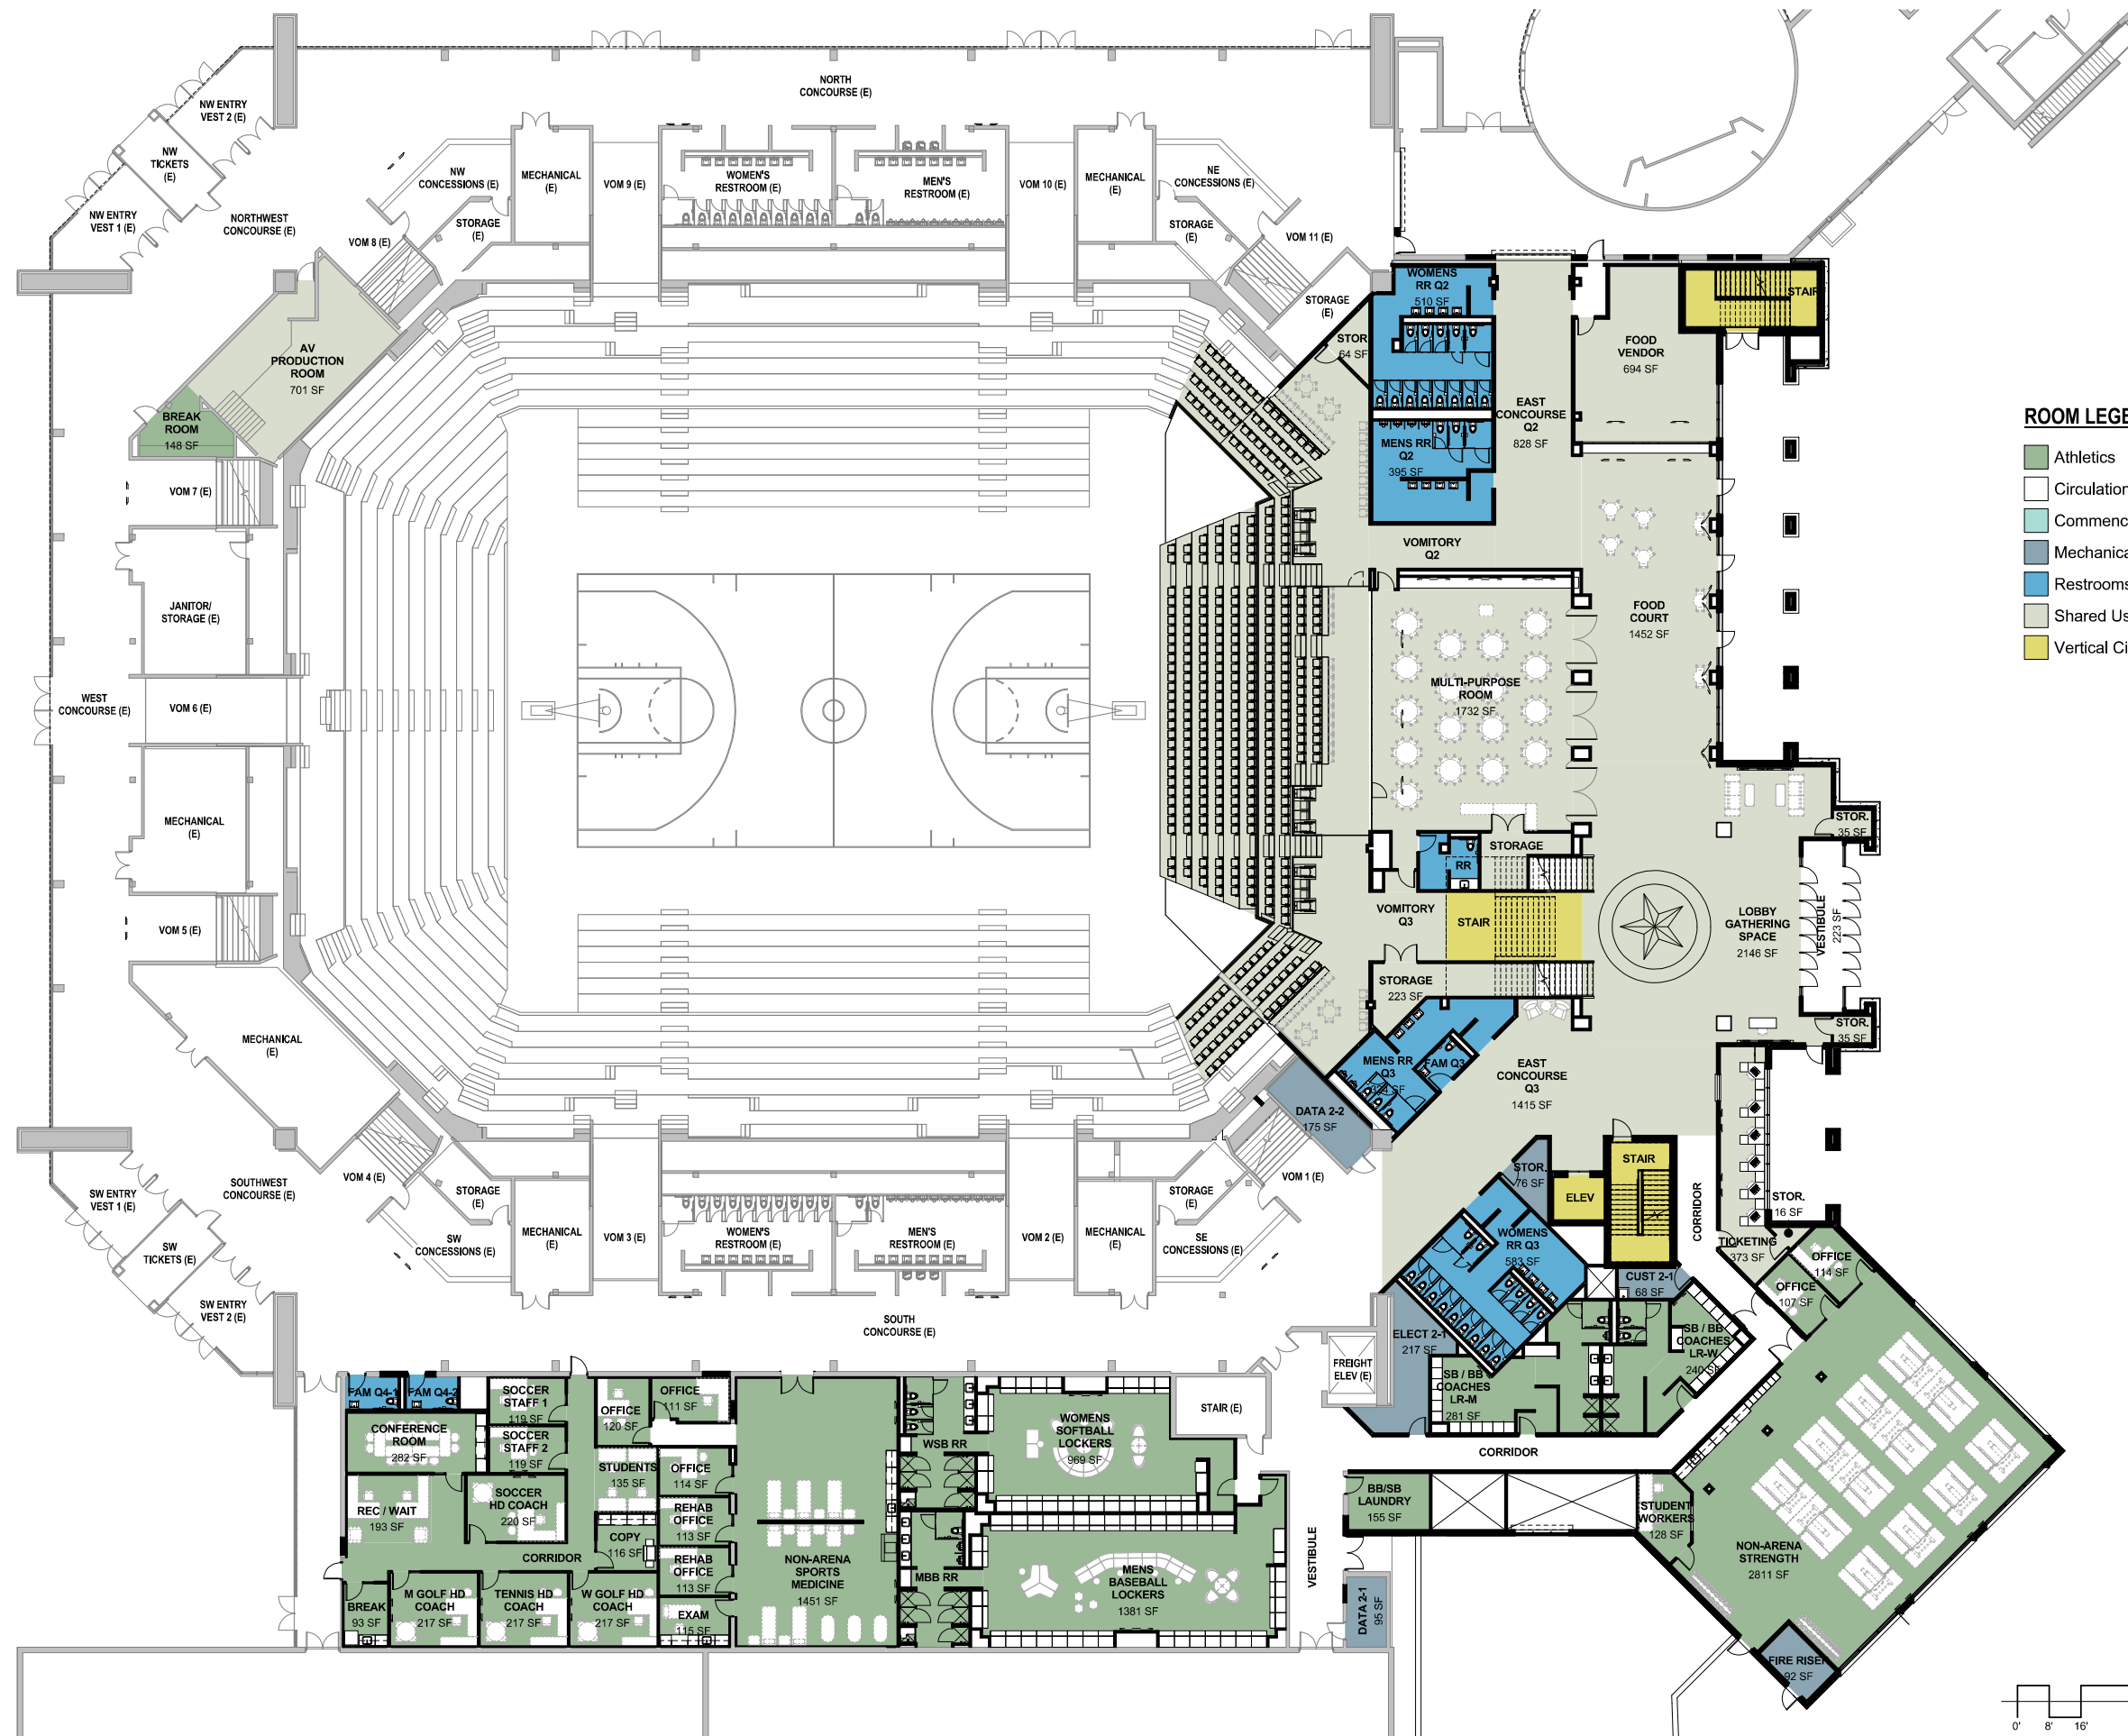 NORTH
CONCOURSE (E)
NW ENTRY
VEST 2 (E)
NW
TICKETS
(E)
NW ENTRY
VEST 1 (E)
NORTHWEST
CONCOURSE (E)
VOM 8 (E)
NW
CONCESSIONS (E)
STORAGE
(E)
MECHANICAL
(E)
VOM 9 (E)
WOMEN'S
RESTROOM (E)
MEN'S
RESTROOM (E)
VOM 10 (E)
MECHANICAL
(E)
NE
CONCESSIONS (E)
STORAGE
(E)
VOM 11 (E)
STORAGE
(E)
AV
PRODUCTION
ROOM
701 SF
BREAK
ROOM
148 SF
VOM 7 (E)
JANITOR/
STORAGE (E)
WEST
CONCOURSE (E)
VOM 6 (E)
MECHANICAL
(E)
VOM 5 (E)
MECHANICAL
(E)
SW ENTRY
VEST 1 (E)
SW
TICKETS (E)
SW ENTRY
VEST 2 (E)
SOUTHWEST
CONCOURSE (E)
VOM 4 (E)
STORAGE
(E)
SW
CONCESSIONS (E)
MECHANICAL
(E)
VOM 3 (E)
WOMEN'S
RESTROOM (E)
MEN'S
RESTROOM (E)
VOM 2 (E)
MECHANICAL
(E)
STORAGE
(E)
SE
CONCESSIONS (E)
VOM 1 (E)
SOUTH
CONCOURSE (E)
WOMENS
RR Q2
510 SF
STOR
64 SF
MENS RR
Q2
395 SF
EAST
CONCOURSE
Q2
828 SF
FOOD
VENDOR
694 SF
STAIR
VOMITORY
Q2
FOOD
COURT
1452 SF
MULTI-PURPOSE
ROOM
1732 SF
STORAGE
RR
VOMITORY
Q3
STAIR
STORAGE
223 SF
LOBBY
GATHERING
SPACE
2146 SF
STOR.
35 SF
VESTIBULE
223 SF
STOR.
35 SF
MENS RR
Q3
FAM Q3
EAST
CONCOURSE
Q3
1415 SF
DATA 2-2
175 SF
STOR.
76 SF
ELEV
STAIR
CORRIDOR
STOR.
16 SF
TICKETING
373 SF
OFFICE
114 SF
OFFICE
107 SF
WOMENS
RR Q3
583 SF
CUST 2-1
68 SF
ELECT 2-1
217 SF
FREIGHT
ELEV (E)
SB / BB
COACHES
LR-M
281 SF
SB / BB
COACHES
LR-W
240 SF
CORRIDOR
BB/SB
LAUNDRY
155 SF
STUDENT
WORKERS
128 SF
NON-ARENA
STRENGTH
2811 SF
FIRE RISER
92 SF
DATA 2-1
95 SF
VESTIBULE
STAIR (E)
FAM Q4-1
FAM Q4-2
SOCCER
STAFF 1
119 SF
OFFICE
120 SF
OFFICE
111 SF
CONFERENCE
ROOM
282 SF
SOCCER
STAFF 2
119 SF
STUDENTS
135 SF
OFFICE
114 SF
REC / WAIT
193 SF
SOCCER
HD COACH
220 SF
COPY
116 SF
REHAB
OFFICE
113 SF
CORRIDOR
REHAB
OFFICE
113 SF
BREAK
93 SF
M GOLF HD
COACH
217 SF
TENNIS HD
COACH
217 SF
W GOLF HD
COACH
217 SF
EXAM
115 SF
NON-ARENA
SPORTS
MEDICINE
1451 SF
WSB RR
WOMENS
SOFTBALL
LOCKERS
969 SF
MBB RR
MENS
BASEBALL
LOCKERS
1381 SF
ROOM LEGE
Athletics
Circulation
Commenc
Mechanica
Restrooms
Shared Us
Vertical Ci
0' 8' 16'